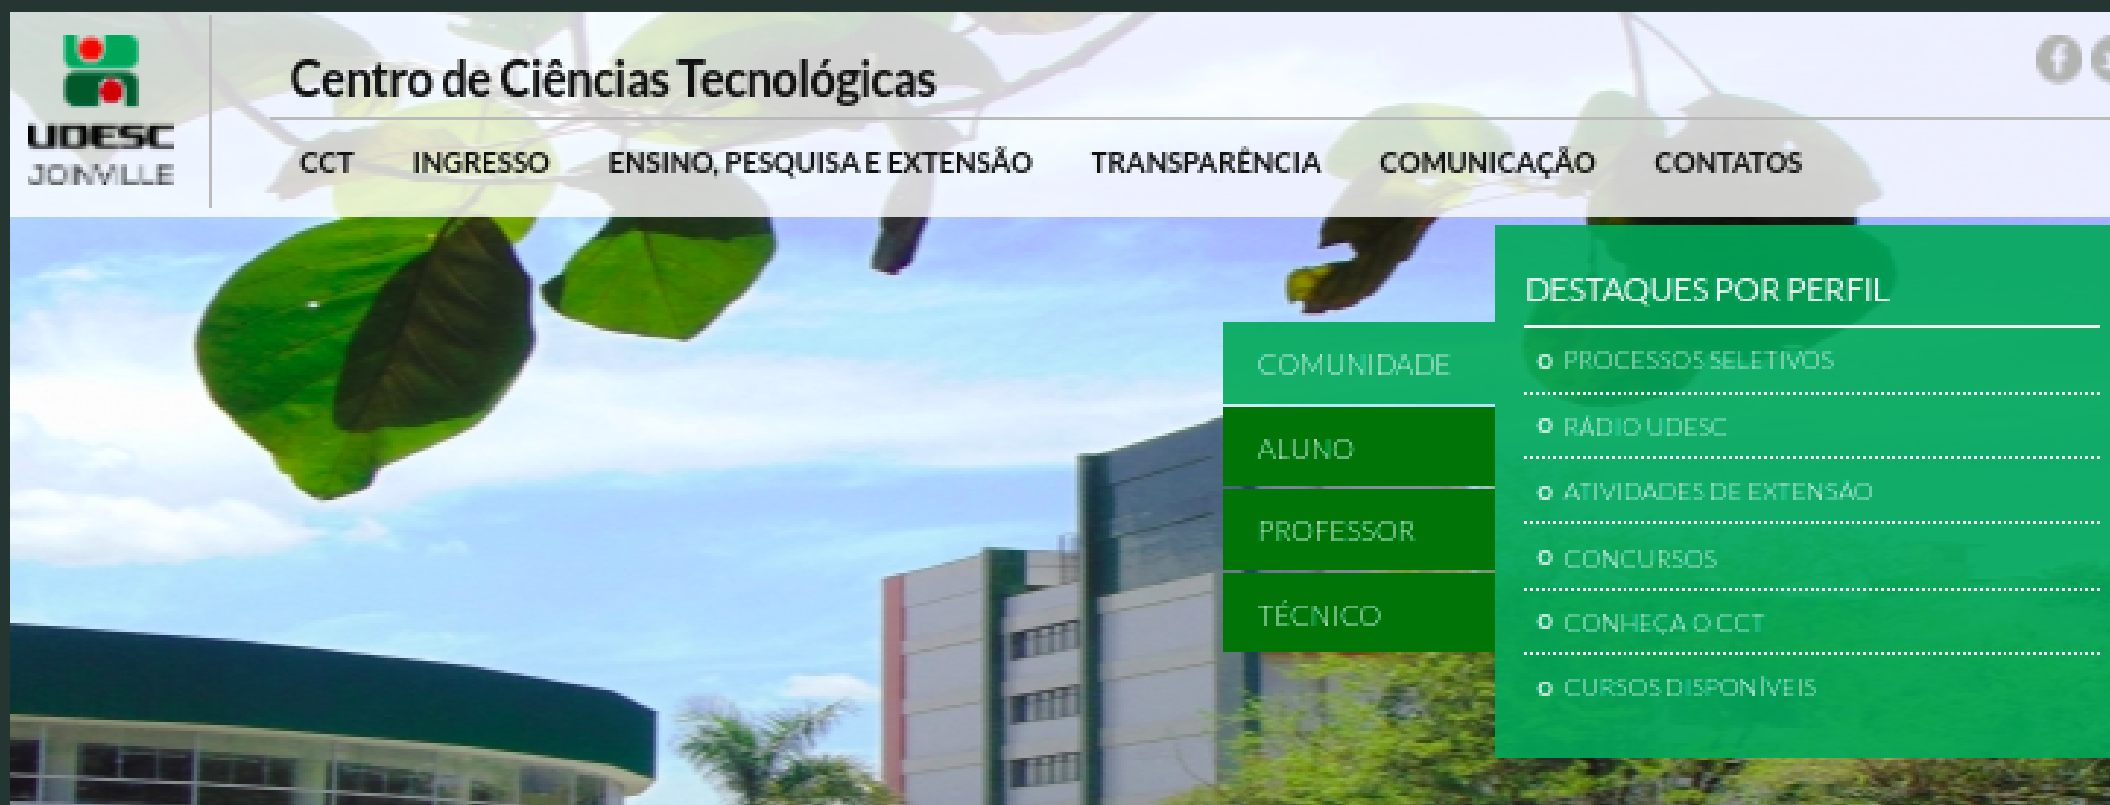 UDESC
JOINVILLE
Centro de Ciências Tecnológicas
CCT INGRESSO ENSINO, PESQUISA E EXTENSÃO TRANSPARÊNCIA COMUNICAÇÃO CONTATOS
DESTAQUES POR PERFIL
COMUNIDADE
ALUNO
PROFESSOR
TÉCNICO
PROCESSOS SELETIVOS
RÁDIO UDESC
ATIVIDADES DE EXTENSÃO
CONCURSOS
CONHEÇA O CCT
CURSOS DISPONÍVEIS